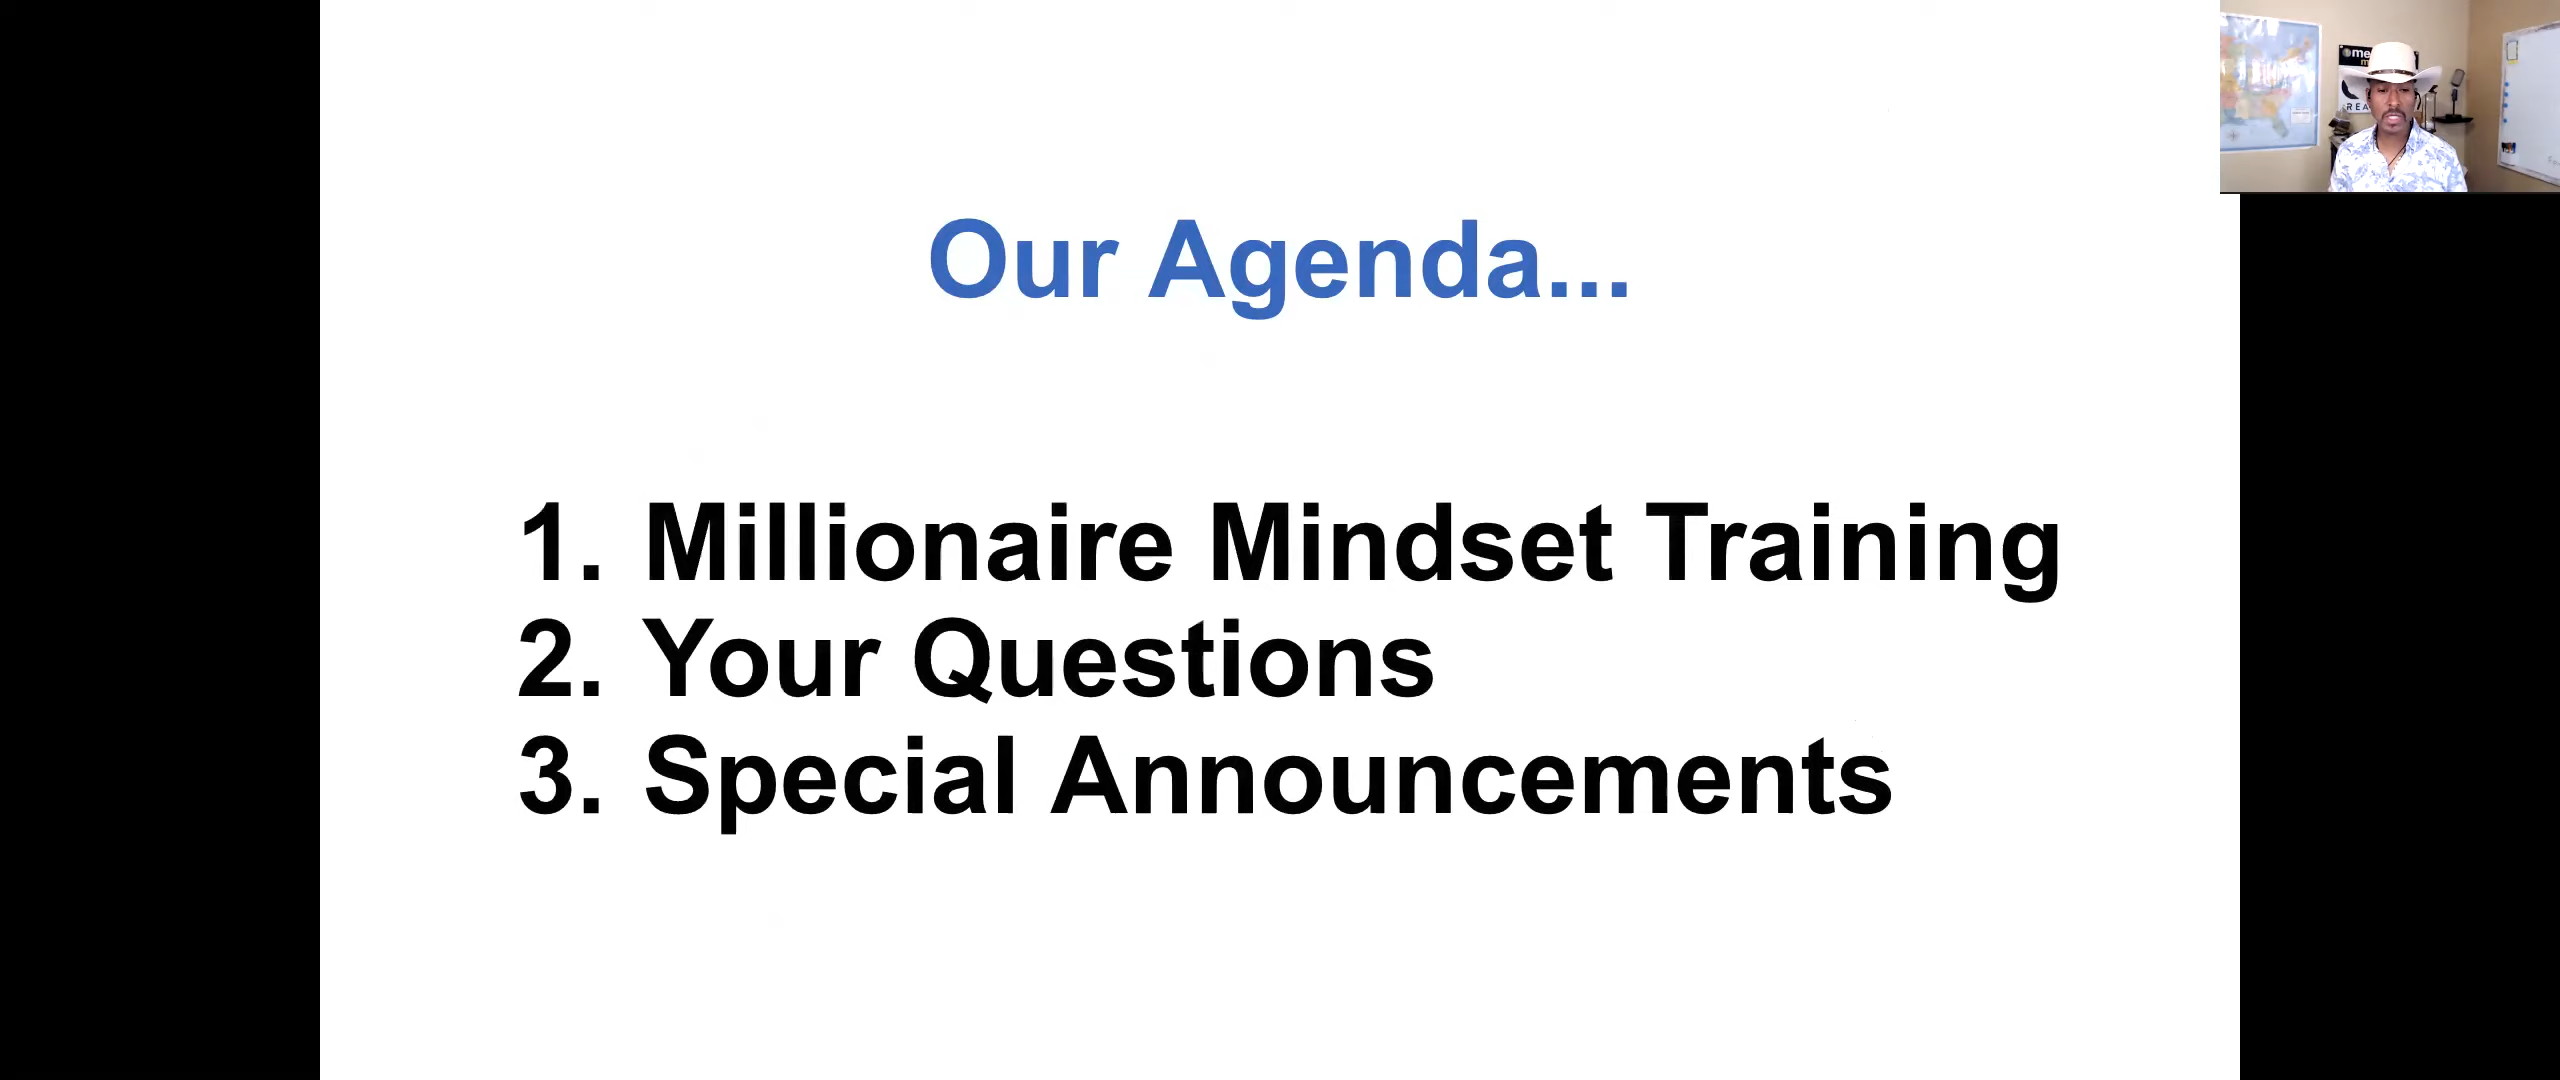 Our Agenda...
1. Millionaire Mindset Training
2. Your Questions
3. Special Announcements